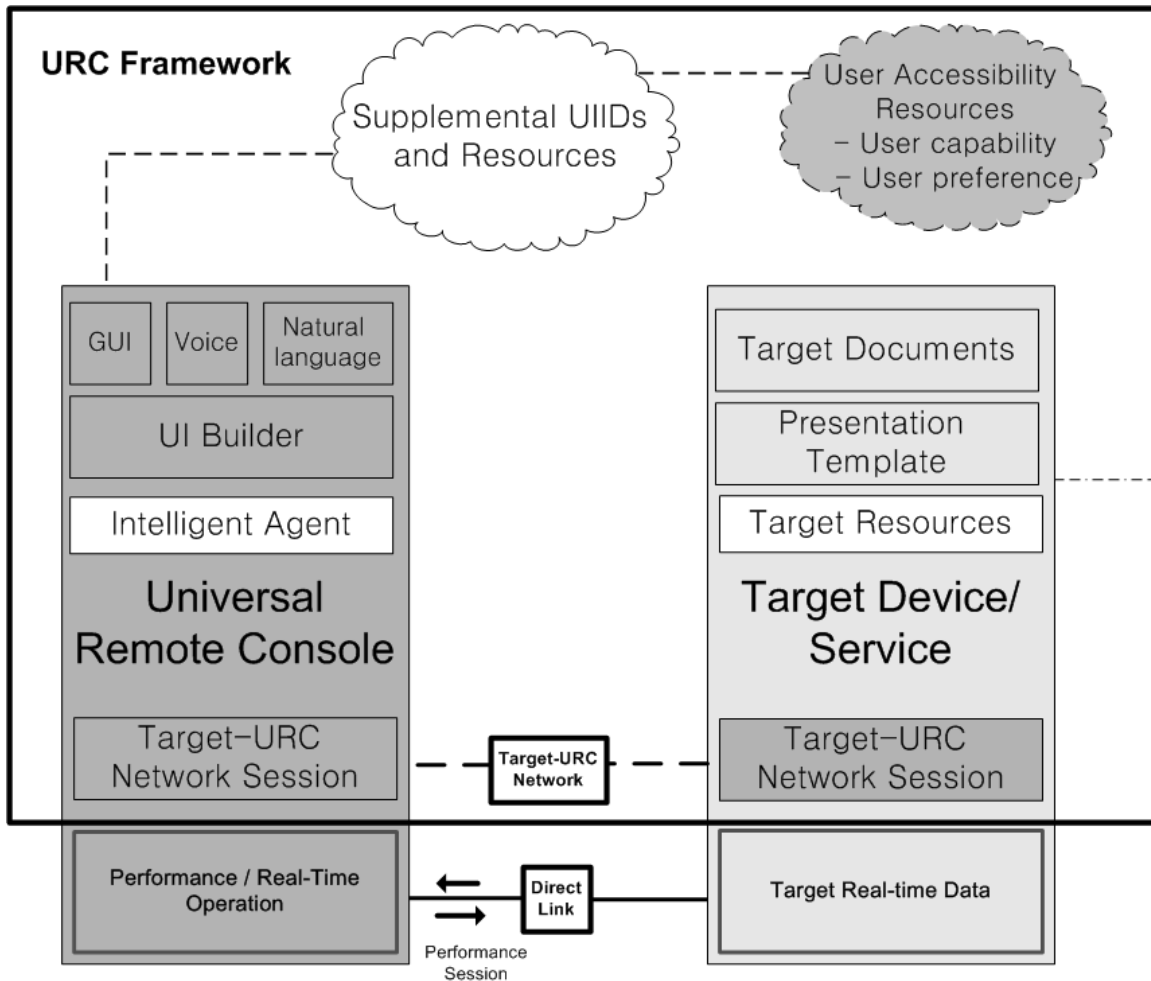 URC Framework
Supplemental UIIDs
and Resources
User Accessibility
Resources
- User capability
- User preference
GUI
Voice
Natural
language
UI Builder
Intelligent Agent
Universal
Remote Console
Target-URC
Network Session
Target Documents
Presentation
Template
Target Resources
Target Device/
Service
Target-URC
Network Session
Target-URC
Network
Performance / Real-Time
Operation
Direct
Link
Performance
Session
Target Real-time Data